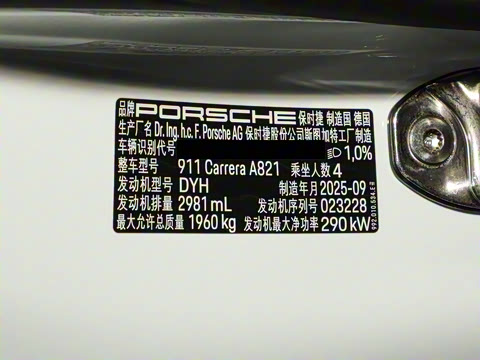 品牌 PORSCHE 保时捷 制造国 德国
生产厂名 Dr. Ing. h.c. F. Porsche AG 保时捷股份公司斯图加特工厂制造
车辆识别代号 1,0%
整车型号 911 Carrera A821 乘坐人数 4
发动机型号 DYH 制造年月 2025-09
发动机排量 2981 mL 发动机序列号 023228
最大允许总质量 1960 kg 发动机最大净功率 290 kW